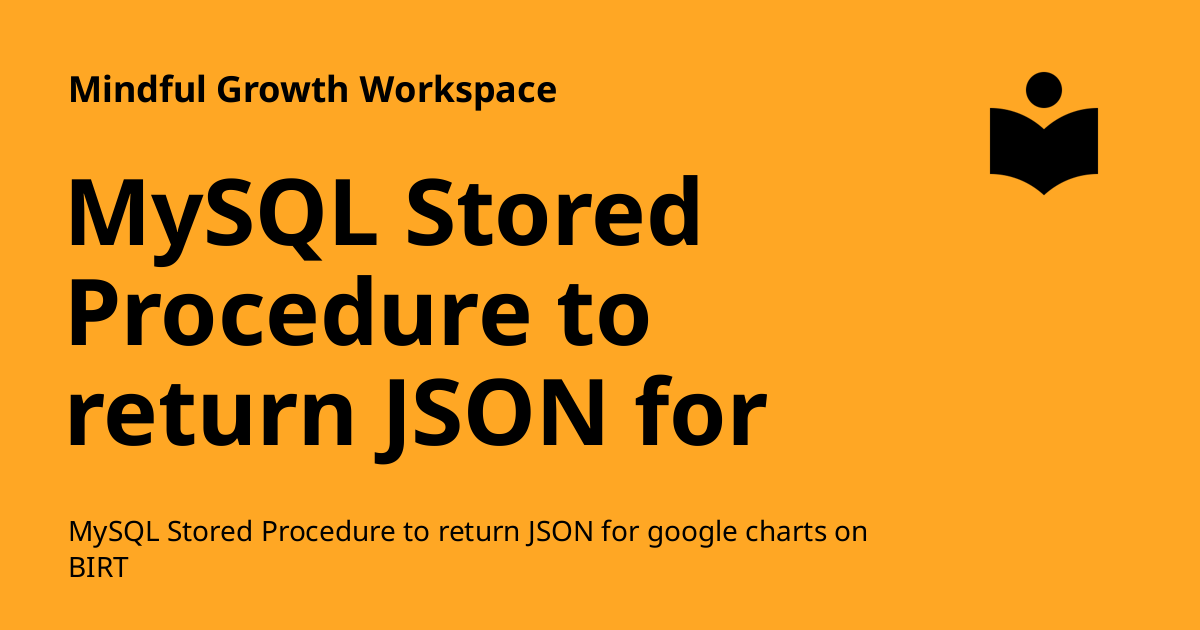 Mindful Growth Workspace
MySQL Stored
Procedure to
return JSON for
MySQL Stored Procedure to return JSON for google charts on
BIRT